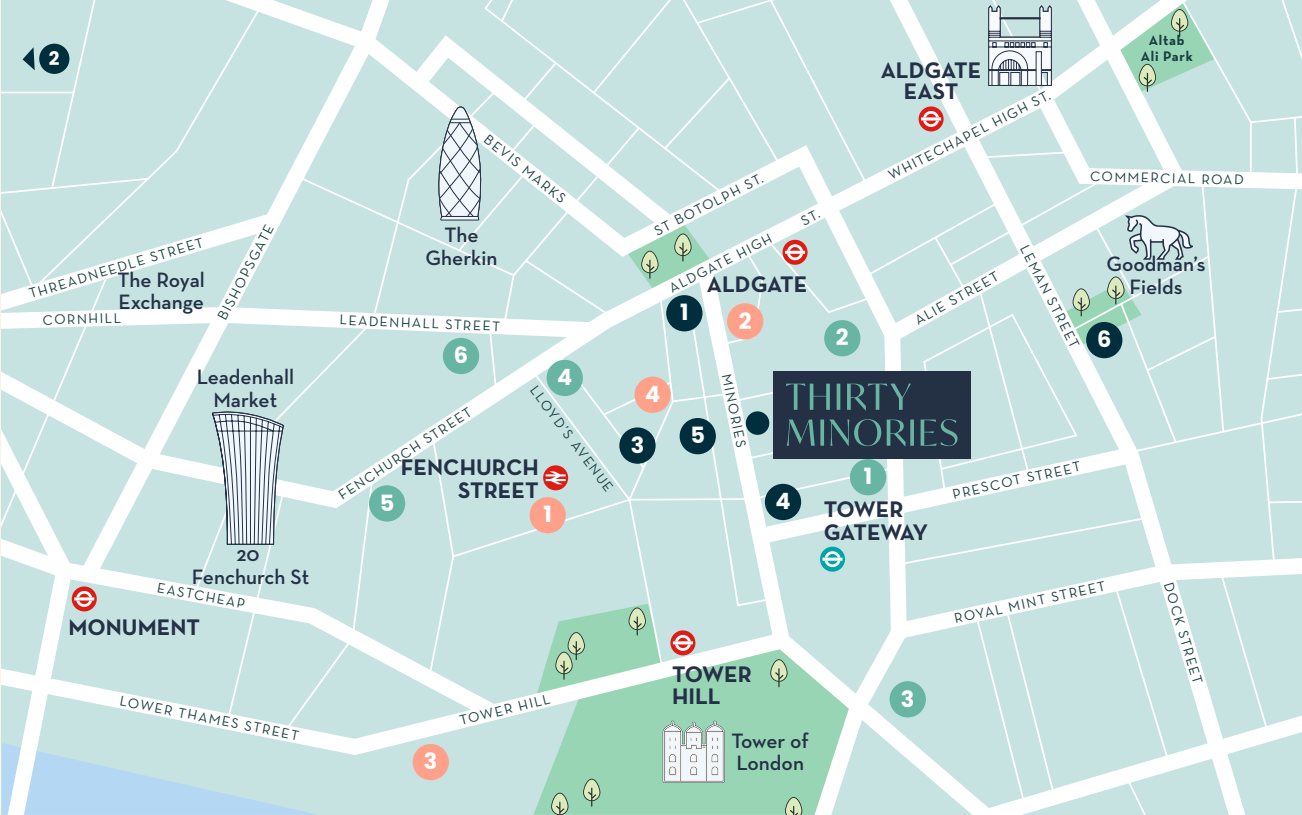 2
ALDGATE
EAST
Altab
Ali Park
WHITECHAPEL HIGH ST.
COMMERCIAL ROAD
BEVIS MARKS
ST BOTOLPH ST.
The
Gherkin
THREADNEEDLE STREET
BISHOPSGATE
The Royal
Exchange
CORNHILL
LEADENHALL STREET
ALDGATE HIGH ST.
ALDGATE
LEMAN STREET
ALIE STREET
Goodman's
Fields
1
2
2
6
6
4
Leadenhall
Market
4
LLOYD'S AVENUE
MINORIES
THIRTY
MINORIES
3
5
FENCHURCH STREET
FENCHURCH
STREET
5
1
4
1
TOWER
GATEWAY
PRESCOT STREET
20
Fenchurch St
EASTCHEAP
MONUMENT
ROYAL MINT STREET
DOCK STREET
TOWER
HILL
LOWER THAMES STREET
TOWER HILL
3
3
Tower of
London